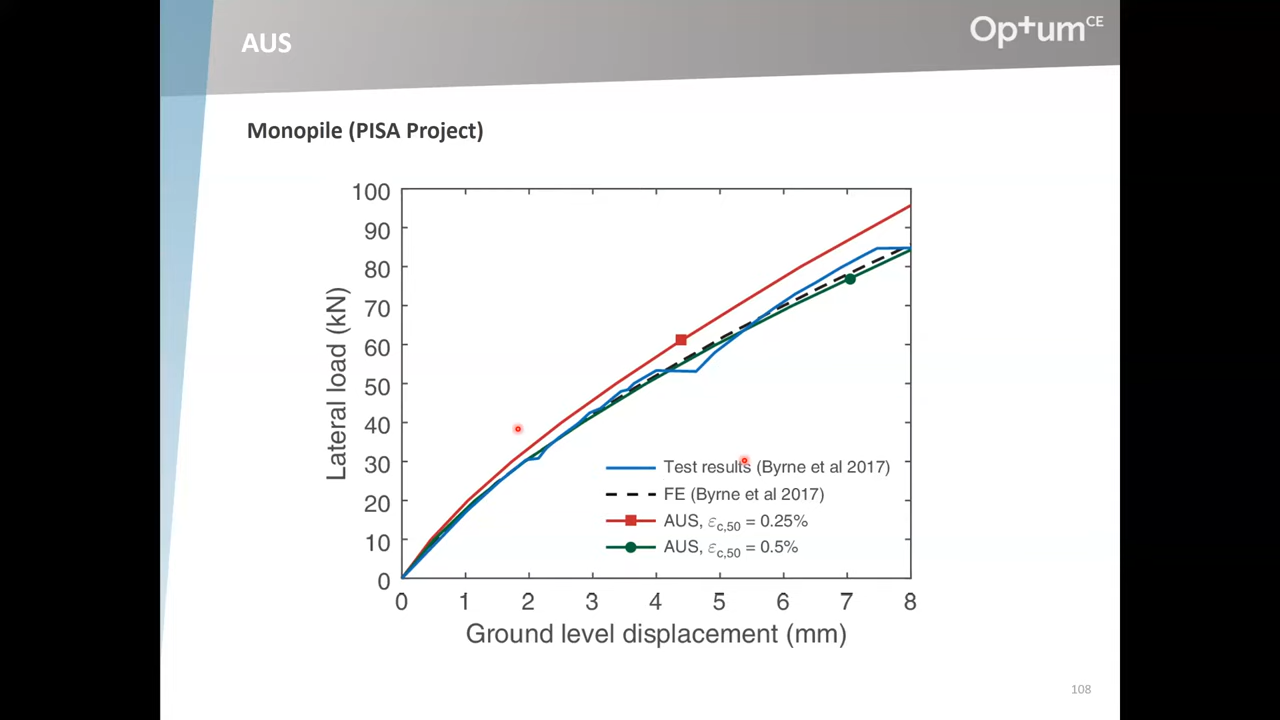 AUS
Op+umCE
Monopile (PISA Project)
100
90
80
70
60
50
40
30
20
10
0
Lateral load (kN)
Test results (Byrne et al 2017)
FE (Byrne et al 2017)
AUS, εc,50 = 0.25%
AUS, εc,50 = 0.5%
0 1 2 3 4 5 6 7 8
Ground level displacement (mm)
108